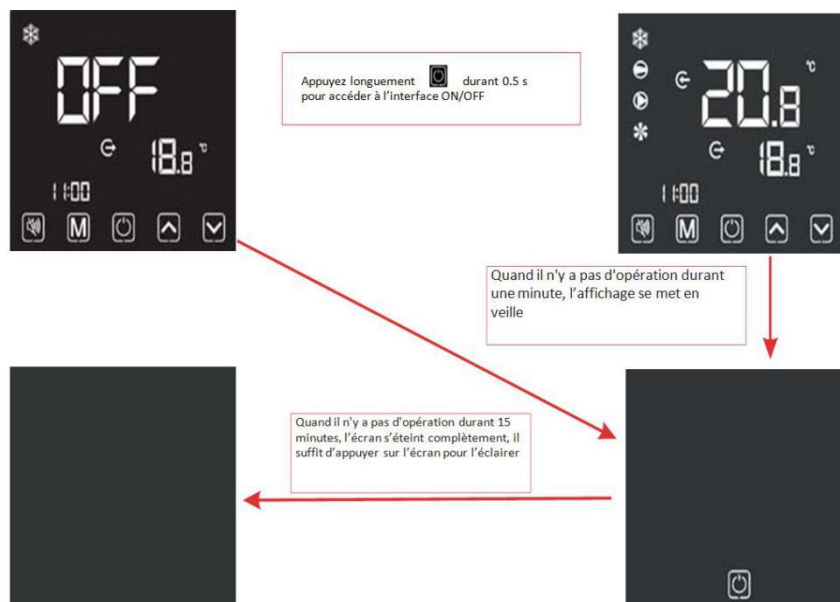 OFF
18.8 °C
11:00
M
Appuyez longuement durant 0.5 s
pour accéder à l'interface ON/OFF
20.8 °C
18.8 °C
11:00
M
Quand il n'y a pas d'opération durant
une minute, l'affichage se met en
veille
Quand il n'y a pas d'opération durant 15
minutes, l'écran s'éteint complètement, il
suffit d'appuyer sur l'écran pour l'éclairer